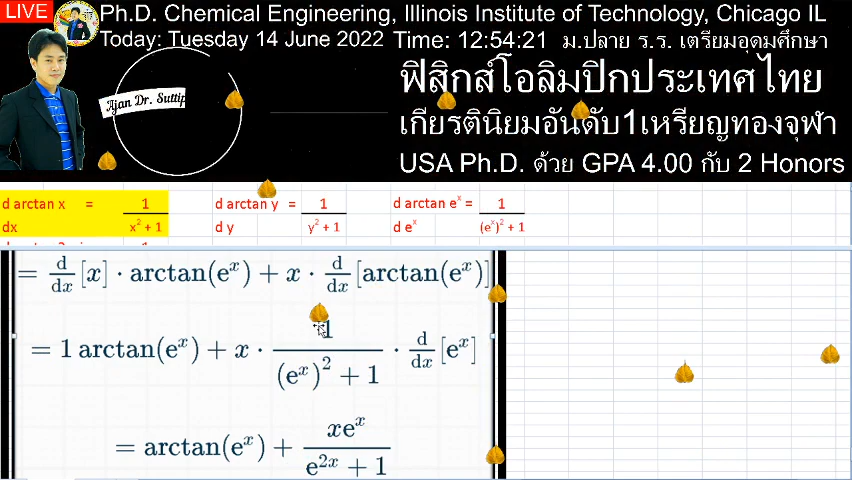 LIVE
Ph.D. Chemical Engineering, Illinois Institute of Technology, Chicago IL
Today: Tuesday 14 June 2022 Time: 12:54:21 ม.ปลาย ร.ร. เตรียมอุดมศึกษา
ฟิสิกส์โอลิมปิกประเทศไทย
Ajan Dr. Suttip
เกียรตินิยมอันดับ1เหรียญทองจุฬา
USA Ph.D. ด้วย GPA 4.00 กับ 2 Honors
d arctan x = 1 d arctan y = 1 d arctan eˣ = 1
dx x² + 1 d y y² + 1 d eˣ (eˣ)² + 1
= d/dx [x] · arctan(eˣ) + x · d/dx [arctan(eˣ)]
= 1 arctan(eˣ) + x · 1/((eˣ)² + 1) · d/dx [eˣ]
= arctan(eˣ) + xeˣ/(e²ˣ + 1)